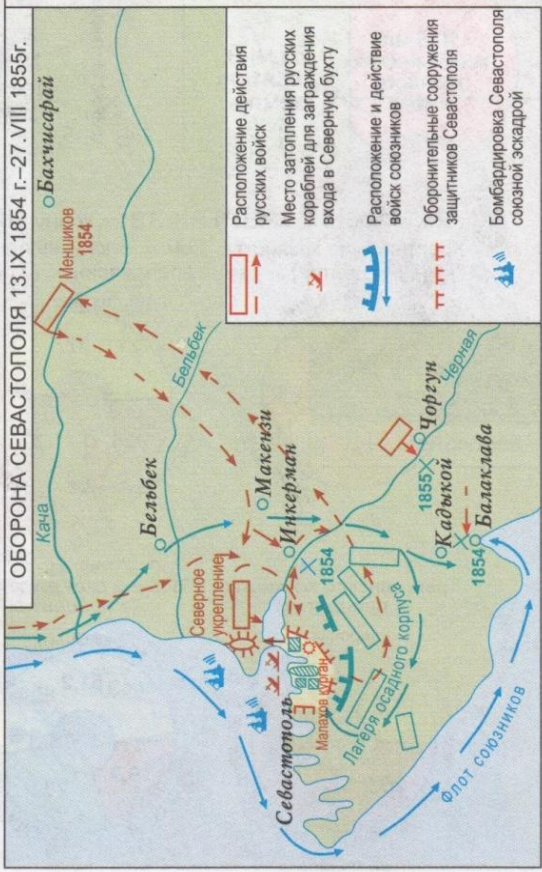 ОБОРОНА СЕВАСТОПОЛЯ 13.IX 1854 г.–27.VIII 1855г.
Кача
Меншиков
1854
Бахчисарай
Бельбек
Бельбек
Северное
укрепление
Макензи
Инкерман
1854
Севастополь
Малахов курган
Лагеря осадного корпуса
Черная
Чоргун
1855
Кадыкой
1854
Балаклава
Флот союзников
Расположение действия
русских войск
Место затопления русских
кораблей для заграждения
входа в Северную бухту
Расположение и действие
войск союзников
Оборонительные сооружения
защитников Севастополя
Бомбардировка Севастополя
союзной эскадрой